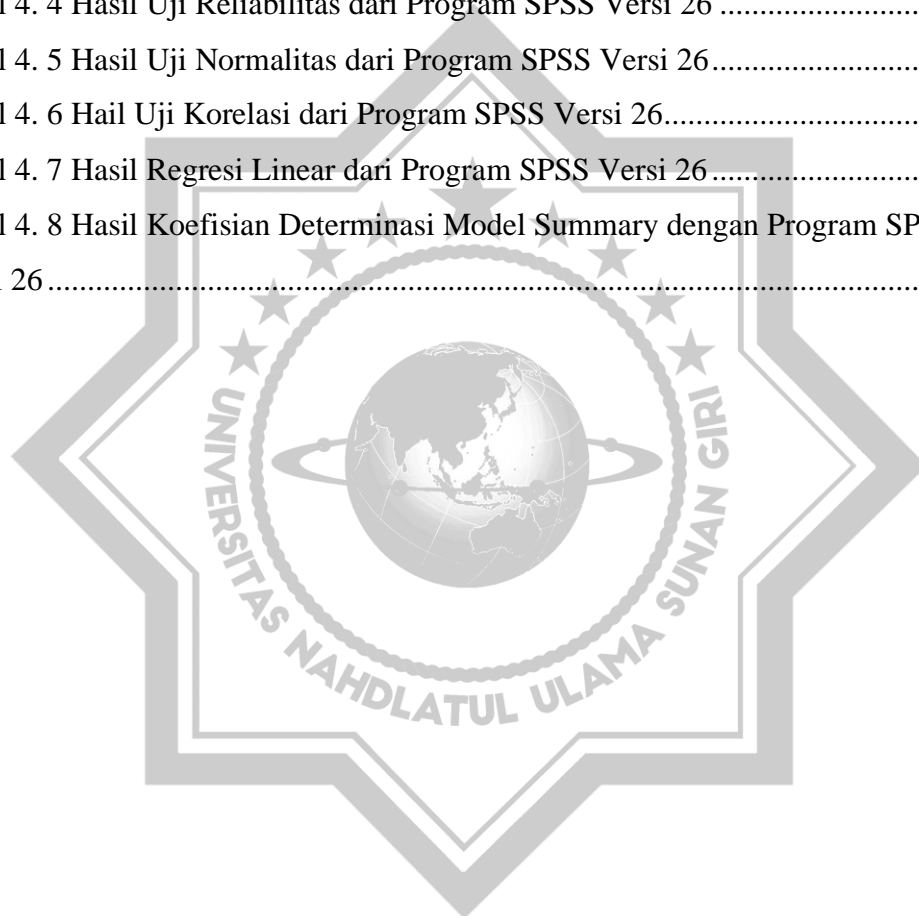 l 4. 4 Hasil Uji Reliabilitas dari Program SPSS Versi 26 ..........................
l 4. 5 Hasil Uji Normalitas dari Program SPSS Versi 26...........................
l 4. 6 Hail Uji Korelasi dari Program SPSS Versi 26.................................
l 4. 7 Hasil Regresi Linear dari Program SPSS Versi 26...........................
l 4. 8 Hasil Koefisian Determinasi Model Summary dengan Program SP
i 26 ..............................................................................................................
UNIVERSITAS NAHDLATUL ULAMA SUNAN GIRI